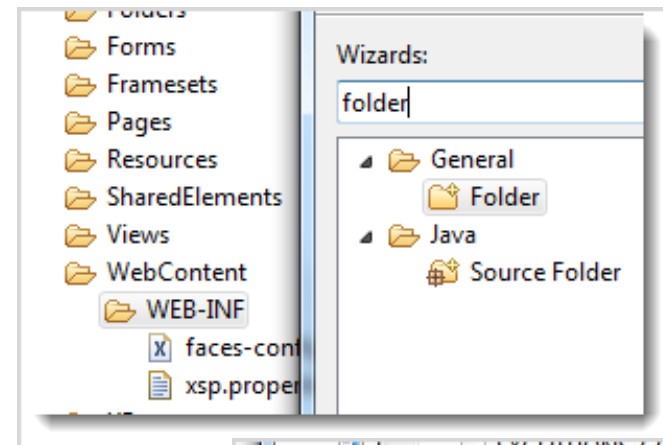 Folders
Forms
Framesets
Pages
Resources
SharedElements
Views
WebContent
WEB-INF
faces-conf
xsp.proper
Wizards:
folder
General
Folder
Java
Source Folder